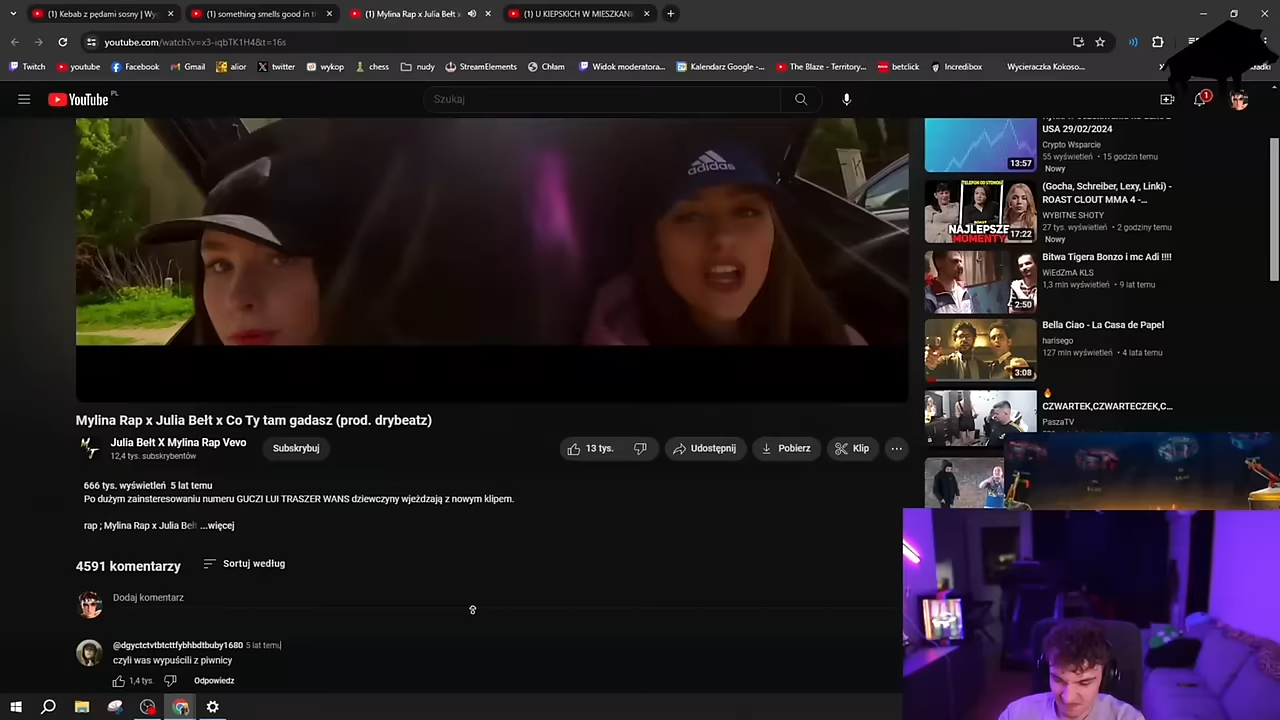 (1) Kebab z pędami sosny | Wyg
(1) something smells good in t
(1) Mylina Rap x Julia Bełt x
(1) U KIEPSKICH W MIESZKAN
youtube.com/watch?v=x3-iqbTK1H4&t=16s
Twitch
youtube
Facebook
Gmail
alior
twitter
wykop
chess
nudy
StreamElements
Chłam
Widok moderatora...
Kalendarz Google -...
The Blaze - Territory...
betclick
Incredibox
Wycieraczka Kokoso...
YouTube PL
Szukaj
1
adidas
USA 29/02/2024
Crypto Wsparcie
55 wyświetleń • 15 godzin temu
Nowy
13:57
(Gocha, Schreiber, Lexy, Linki) -
ROAST CLOUT MMA 4 -...
WYBITNE SHOTY
27 tys. wyświetleń • 2 godziny temu
Nowy
NAJLEPSZE
MOMENTY
17:22
Bitwa Tigera Bonzo i mc Adi !!!!
WiEdZmA KLS
1,3 mln wyświetleń • 9 lat temu
2:50
Bella Ciao - La Casa de Papel
harisego
127 mln wyświetleń • 4 lata temu
3:08
CZWARTEK,CZWARTECZEK,C...
PaszaTV
Mylina Rap x Julia Bełt x Co Ty tam gadasz (prod. drybeatz)
Julia Bełt X Mylina Rap Vevo
12,4 tys. subskrybentów
Subskrybuj
13 tys.
Udostępnij
Pobierz
Klip
666 tys. wyświetleń 5 lat temu
Po dużym zainteresowaniu numeru GUCZI LUI TRASZER WANS dziewczyny wjeżdzają z nowym klipem.
rap ; Mylina Rap x Julia Beł ...więcej
4591 komentarzy
Sortuj według
Dodaj komentarz
@dgyctctvtbtcttfybhbdtbuby1680 5 lat temu
czyli was wypuścili z piwnicy
1,4 tys.
Odpowiedz